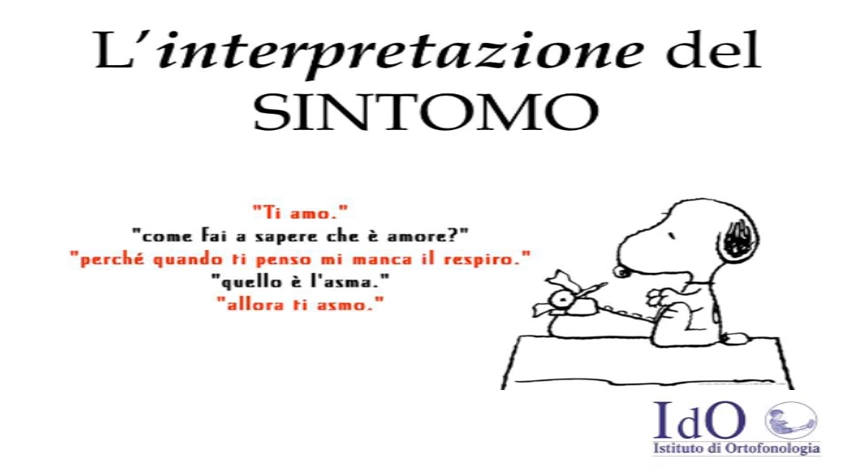 L'interpretazione del
SINTOMO
"Ti amo."
"come fai a sapere che è amore?"
"perché quando ti penso mi manca il respiro."
"quello è l'asma."
"allora ti asmo."
IdO
Istituto di Ortofonologia